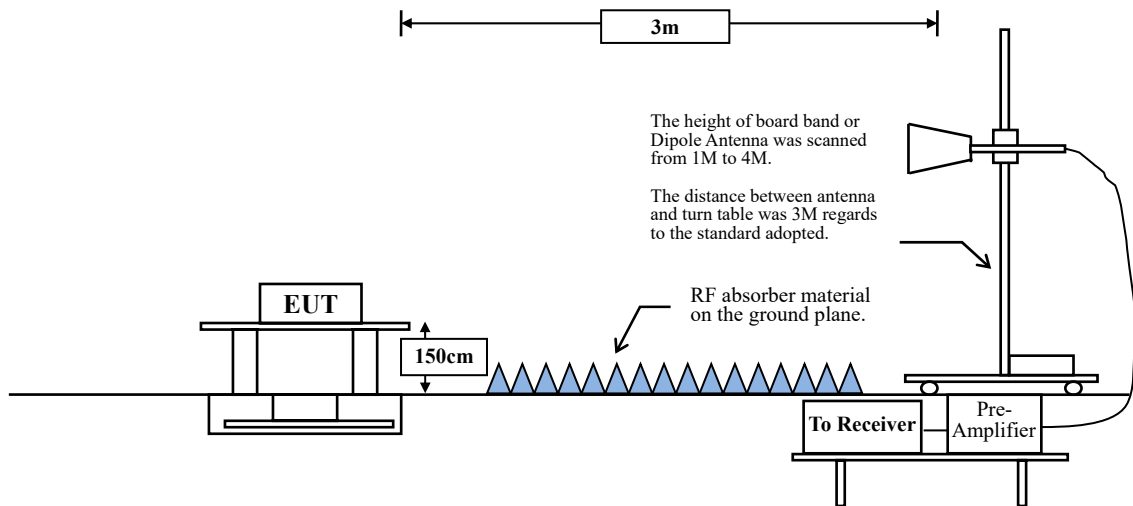 3m
The height of board band or
Dipole Antenna was scanned
from 1M to 4M.
The distance between antenna
and turn table was 3M regards
to the standard adopted.
EUT
RF absorber material
on the ground plane.
150cm
To Receiver
Pre-
Amplifier